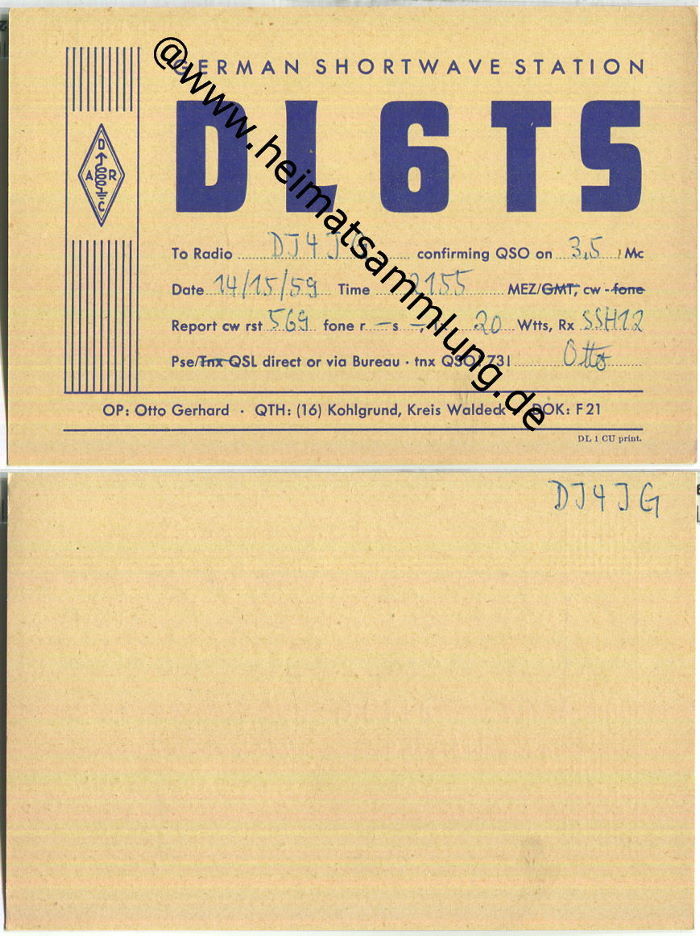 GERMAN SHORTWAVE STATION
DL6TS
D
A R
C
To Radio DJ4JG confirming QSO on 3,5 Mc
Date 14/15/59 Time 2155 MEZ/GMT, cw - fone
Report cw rst 569 fone r – s – 20 Wtts, Rx SSH12
Pse/Tnx QSL direct or via Bureau · tnx QSO! 73! Otto
OP: Otto Gerhard · QTH: (16) Kohlgrund, Kreis Waldeck · DOK: F 21
DL 1 CU print.
@www.heimatsammlung.de
DJ4JG